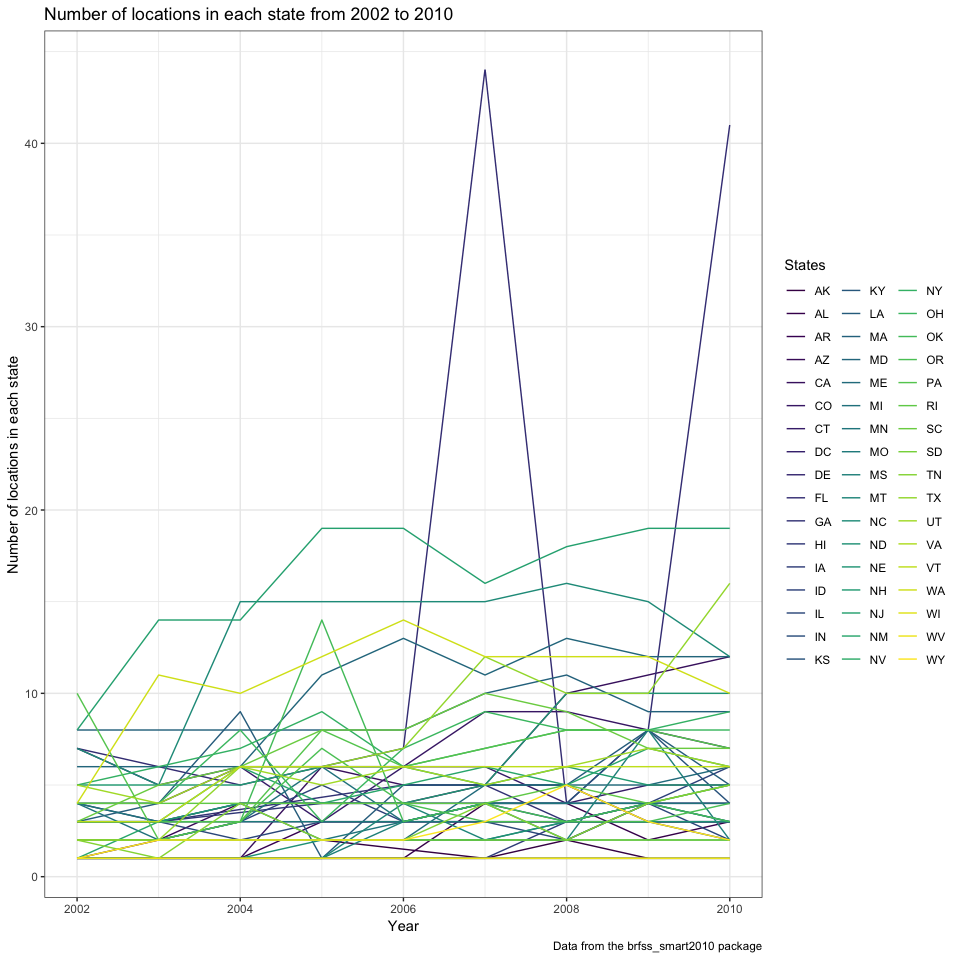 Number of locations in each state from 2002 to 2010
Number of locations in each state
40
30
20
10
0
2002 2004 2006 2008 2010
Year
States
AK KY NY
AL LA OH
AR MA OK
AZ MD OR
CA ME PA
CO MI RI
CT MN SC
DC MO SD
DE MS TN
FL MT TX
GA NC UT
HI ND VA
IA NE VT
ID NH WA
IL NJ WI
IN NM WV
KS NV WY
Data from the brfss_smart2010 package